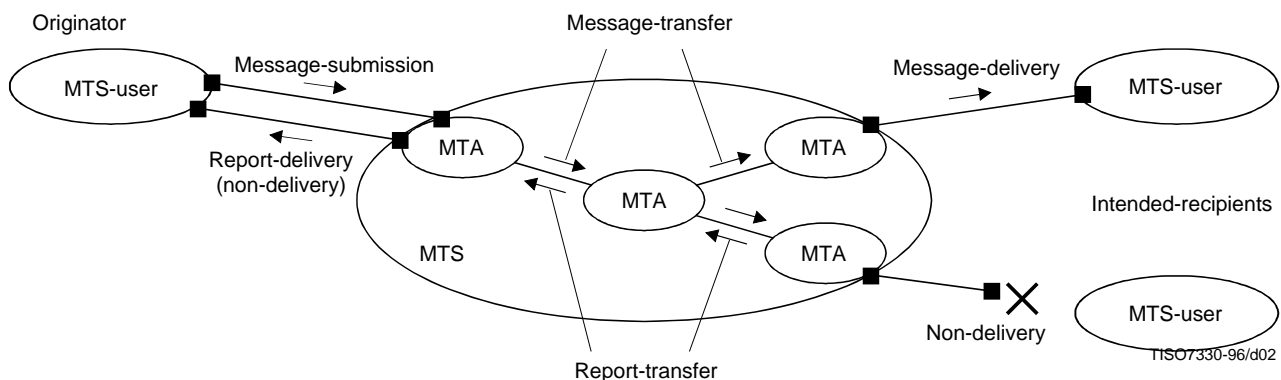 Originator
Message-transfer
MTS-user
Message-submission
Message-delivery
MTS-user
Report-delivery
(non-delivery)
MTA
MTA
MTA
Intended-recipients
MTS
MTA
MTS-user
Non-delivery
TISO7330-96/d02
Report-transfer